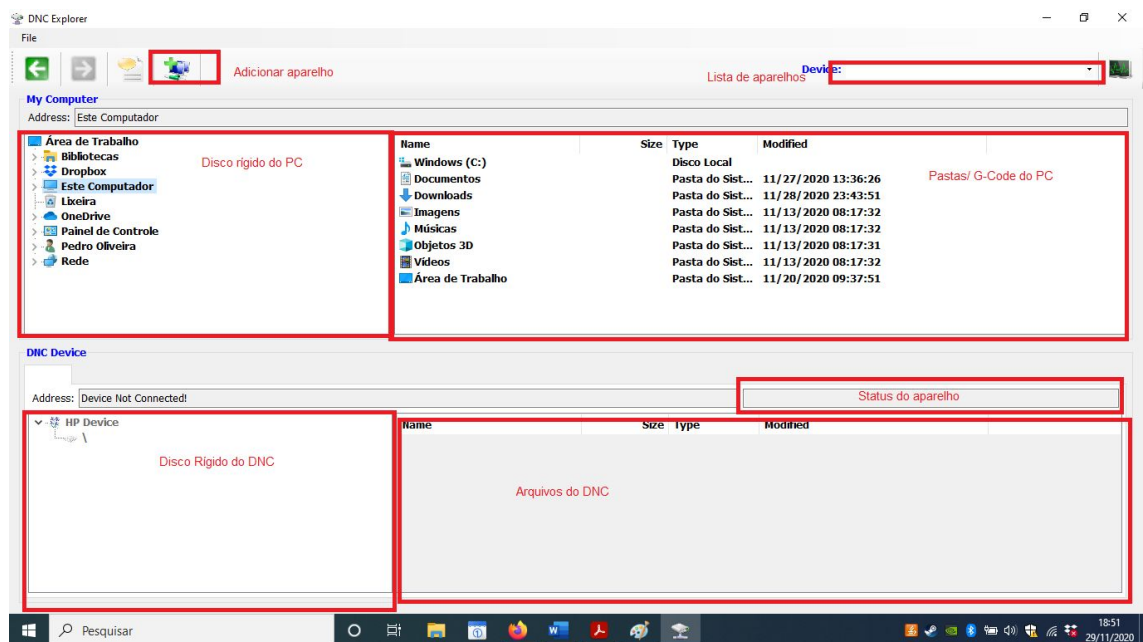 DNC Explorer
File
Adicionar aparelho
Lista de aparelhos
Device:
My Computer
Address: Este Computador
Área de Trabalho
Bibliotecas
Dropbox
Este Computador
Lixeira
OneDrive
Painel de Controle
Pedro Oliveira
Rede
Disco rígido do PC
Name Size Type Modified
Windows (C:) Disco Local
Documentos Pasta do Sist... 11/27/2020 13:36:26
Downloads Pasta do Sist... 11/28/2020 23:43:51
Imagens Pasta do Sist... 11/13/2020 08:17:32
Músicas Pasta do Sist... 11/13/2020 08:17:32
Objetos 3D Pasta do Sist... 11/13/2020 08:17:31
Vídeos Pasta do Sist... 11/13/2020 08:17:32
Área de Trabalho Pasta do Sist... 11/20/2020 09:37:51
Pastas/ G-Code do PC
DNC Device
Address: Device Not Connected!
Status do aparelho
HP Device
\
Disco Rígido do DNC
Name Size Type Modified
Arquivos do DNC
Pesquisar
18:51
29/11/2020